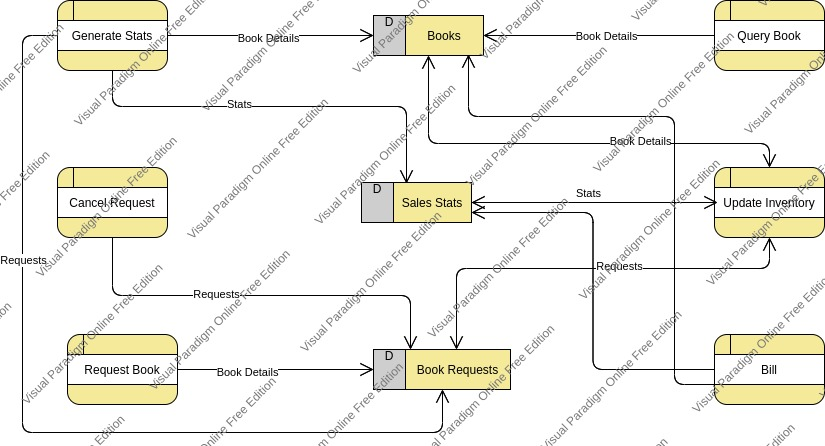 D
Generate Stats
Books
Query Book
Book Details
Book Details
Stats
Book Details
D
Cancel Request
Sales Stats
Stats
Update Inventory
Requests
Requests
Requests
D
Request Book
Book Details
Book Requests
Bill
Visual Paradigm Online Free Edition